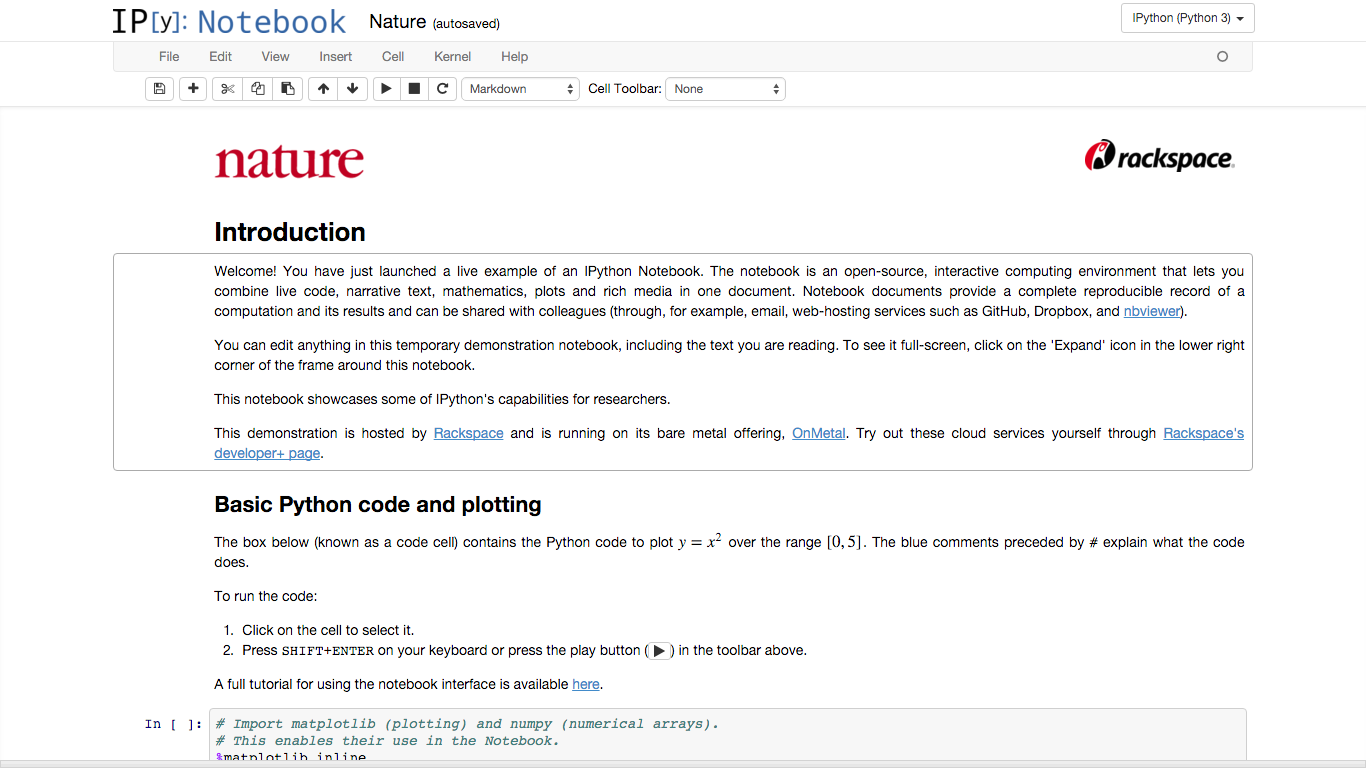 IP[y]: Notebook Nature (autosaved) IPython (Python 3)
File Edit View Insert Cell Kernel Help
Markdown Cell Toolbar: None
nature rackspace.
Introduction
Welcome! You have just launched a live example of an IPython Notebook. The notebook is an open-source, interactive computing environment that lets you
combine live code, narrative text, mathematics, plots and rich media in one document. Notebook documents provide a complete reproducible record of a
computation and its results and can be shared with colleagues (through, for example, email, web-hosting services such as GitHub, Dropbox, and nbviewer).
You can edit anything in this temporary demonstration notebook, including the text you are reading. To see it full-screen, click on the 'Expand' icon in the lower right
corner of the frame around this notebook.
This notebook showcases some of IPython's capabilities for researchers.
This demonstration is hosted by Rackspace and is running on its bare metal offering, OnMetal. Try out these cloud services yourself through Rackspace's
developer+ page.
Basic Python code and plotting
The box below (known as a code cell) contains the Python code to plot y = x² over the range [0, 5]. The blue comments preceded by # explain what the code
does.
To run the code:
1. Click on the cell to select it.
2. Press SHIFT+ENTER on your keyboard or press the play button (▶) in the toolbar above.
A full tutorial for using the notebook interface is available here.
In [ ]: # Import matplotlib (plotting) and numpy (numerical arrays).
# This enables their use in the Notebook.
%matplotlib inline